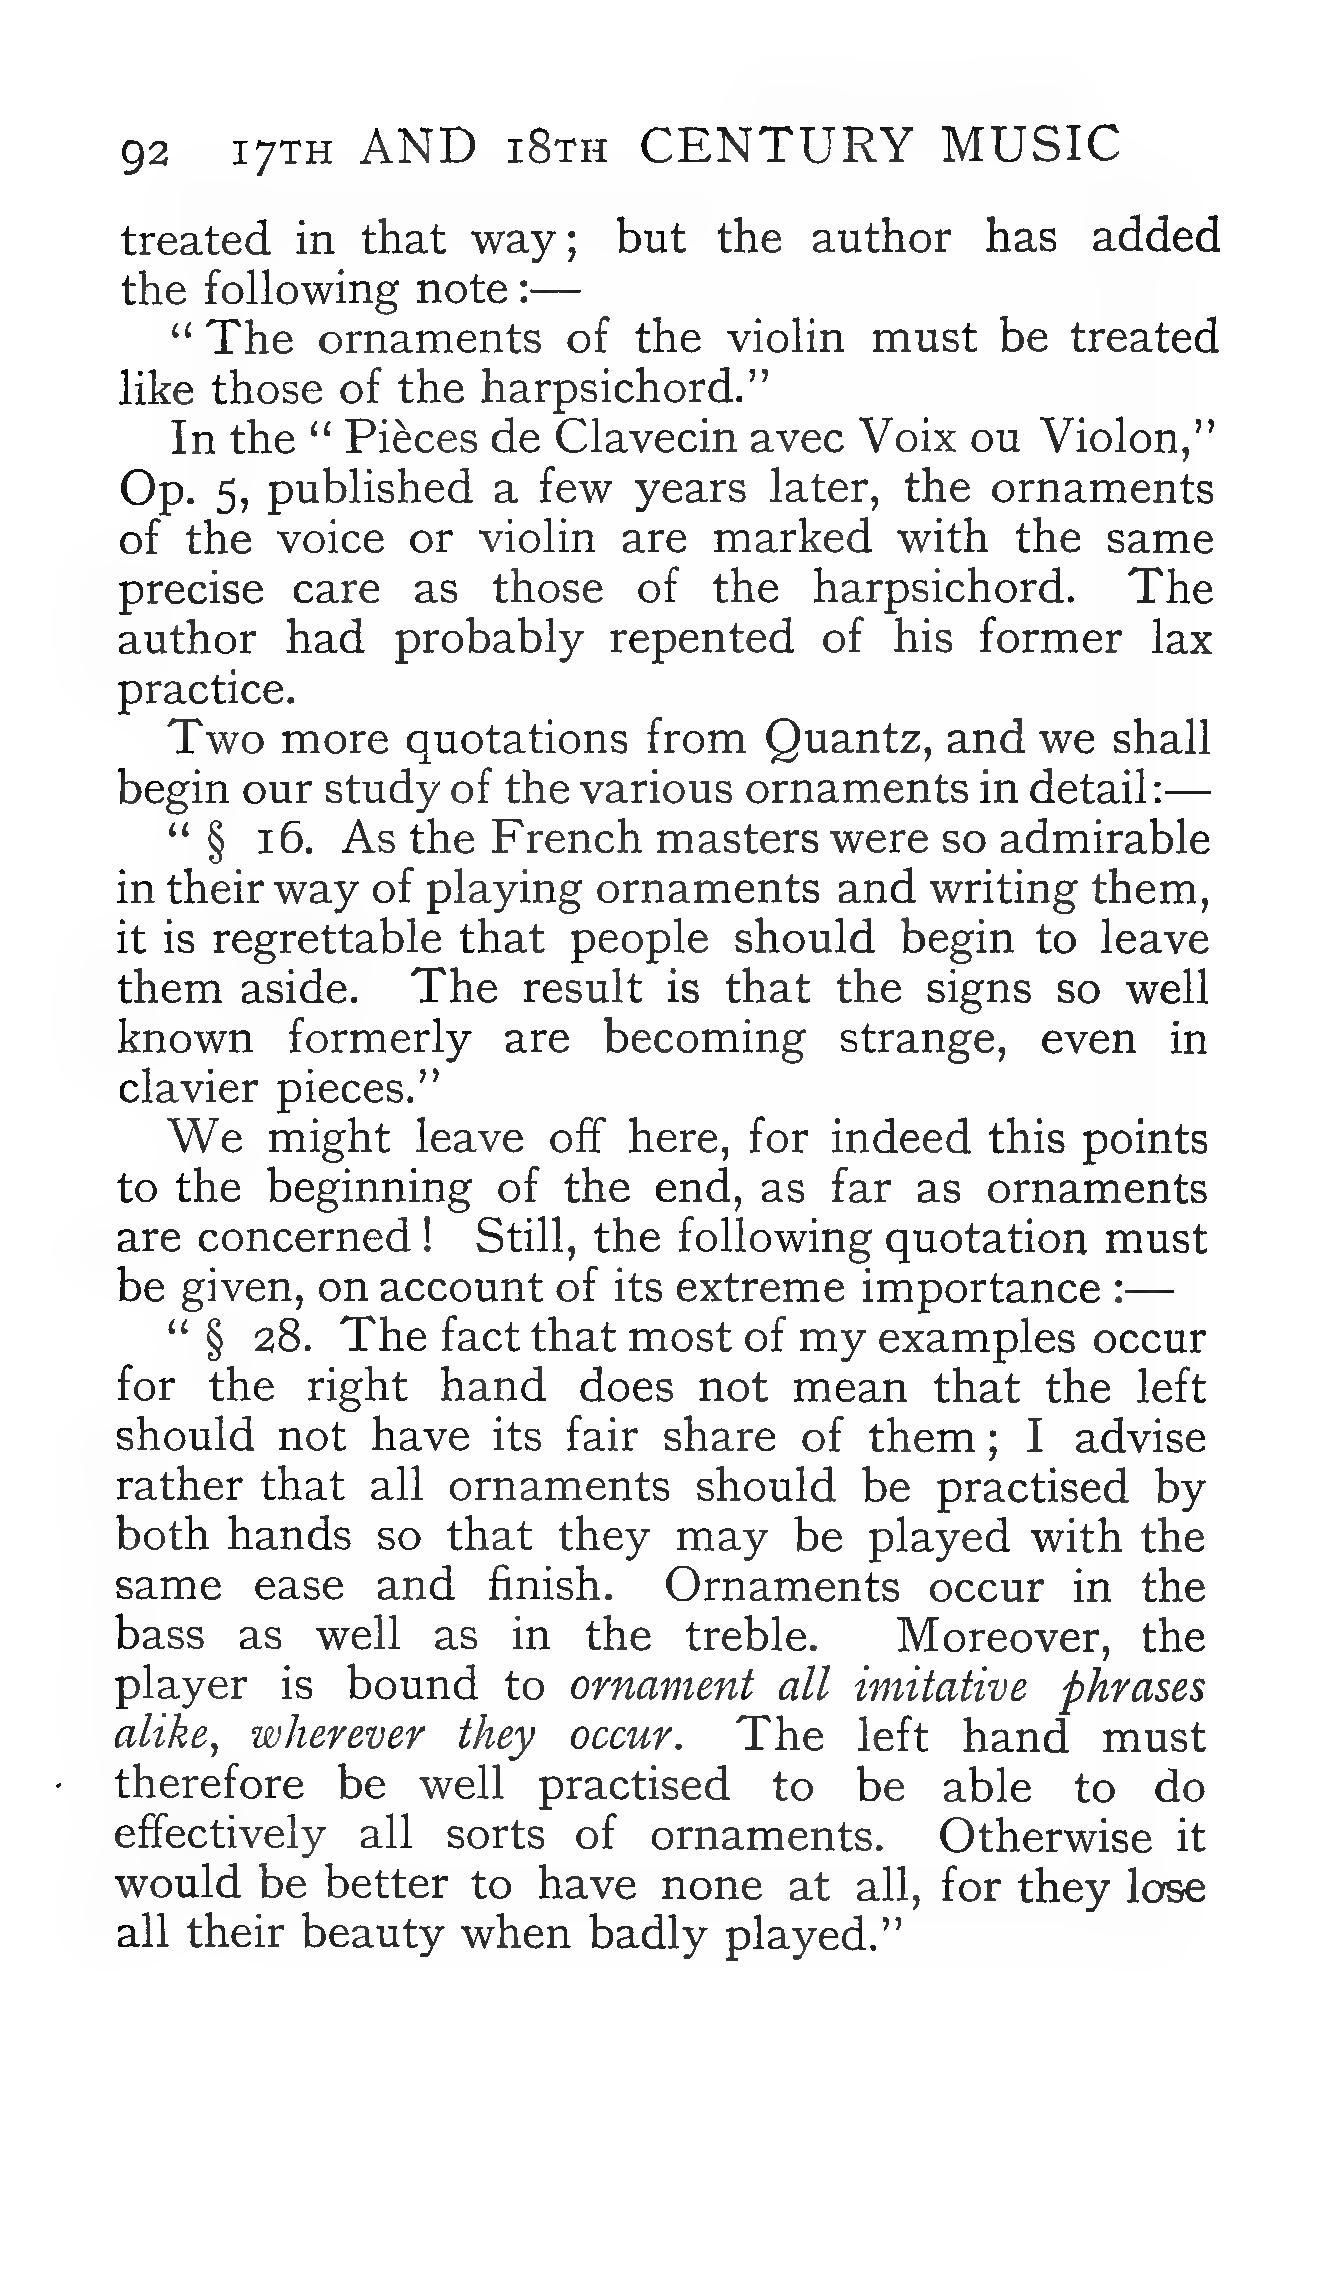 92 17TH AND 18TH CENTURY MUSIC
treated in that way; but the author has added
the following note:—
"The ornaments of the violin must be treated
like those of the harpsichord."
In the "Pièces de Clavecin avec Voix ou Violon,"
Op. 5, published a few years later, the ornaments
of the voice or violin are marked with the same
precise care as those of the harpsichord. The
author had probably repented of his former lax
practice.
Two more quotations from Quantz, and we shall
begin our study of the various ornaments in detail:—
"§ 16. As the French masters were so admirable
in their way of playing ornaments and writing them,
it is regrettable that people should begin to leave
them aside. The result is that the signs so well
known formerly are becoming strange, even in
clavier pieces."
We might leave off here, for indeed this points
to the beginning of the end, as far as ornaments
are concerned! Still, the following quotation must
be given, on account of its extreme importance:—
"§ 28. The fact that most of my examples occur
for the right hand does not mean that the left
should not have its fair share of them; I advise
rather that all ornaments should be practised by
both hands so that they may be played with the
same ease and finish. Ornaments occur in the
bass as well as in the treble. Moreover, the
player is bound to ornament all imitative phrases
alike, wherever they occur. The left hand must
therefore be well practised to be able to do
effectively all sorts of ornaments. Otherwise it
would be better to have none at all, for they lose
all their beauty when badly played."